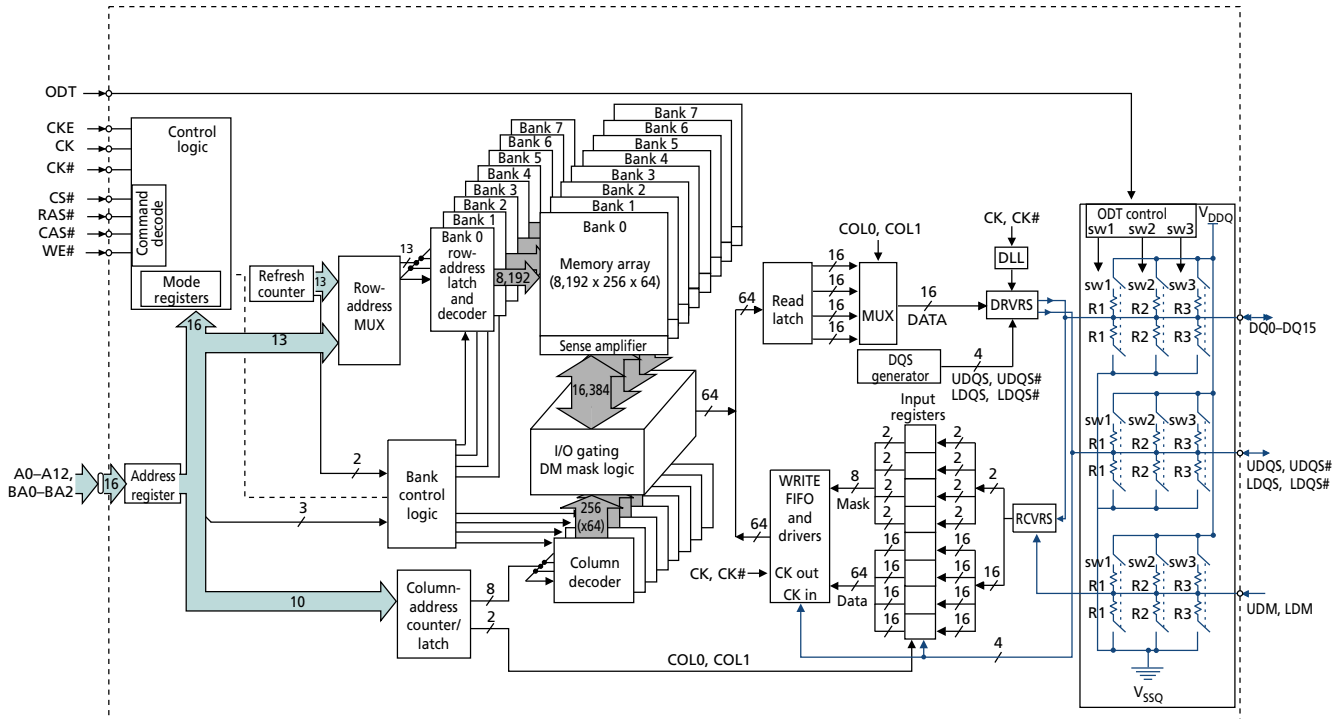 ODT
CKE
CK
CK#
CS#
RAS#
CAS#
WE#
Control
logic
Command
decode
Mode
registers
16
Refresh
counter
13
13
Row-
address
MUX
13
Bank 7
Bank 6
Bank 5
Bank 4
Bank 3
Bank 2
Bank 1
Bank 0
row-
address
latch
and
decoder
8,192
Bank 7
Bank 6
Bank 5
Bank 4
Bank 3
Bank 2
Bank 1
Bank 0
Memory array
(8,192 x 256 x 64)
Sense amplifier
16,384
I/O gating
DM mask logic
64
256
(x64)
Column
decoder
A0–A12,
BA0–BA2
16
Address
register
2
3
Bank
control
logic
10
Column-
address
counter/
latch
8
2
COL0, COL1
64
Read
latch
16
16
16
16
COL0, COL1
MUX
16
DATA
CK, CK#
DLL
DRVRS
DQS
generator
4
UDQS, UDQS#
LDQS, LDQS#
Input
registers
2
2
2
2
2
2
2
2
16
16
16
16
16
16
16
16
8
Mask
64
Data
64
WRITE
FIFO
and
drivers
CK out
CK in
CK, CK#
2
16
RCVRS
4
ODT control
sw1 sw2 sw3
VDDQ
sw1 sw2 sw3
R1 R2 R3
R1 R2 R3
DQ0–DQ15
sw1 sw2 sw3
R1 R2 R3
R1 R2 R3
UDQS, UDQS#
LDQS, LDQS#
sw1 sw2 sw3
R1 R2 R3
R1 R2 R3
UDM, LDM
VSSQ